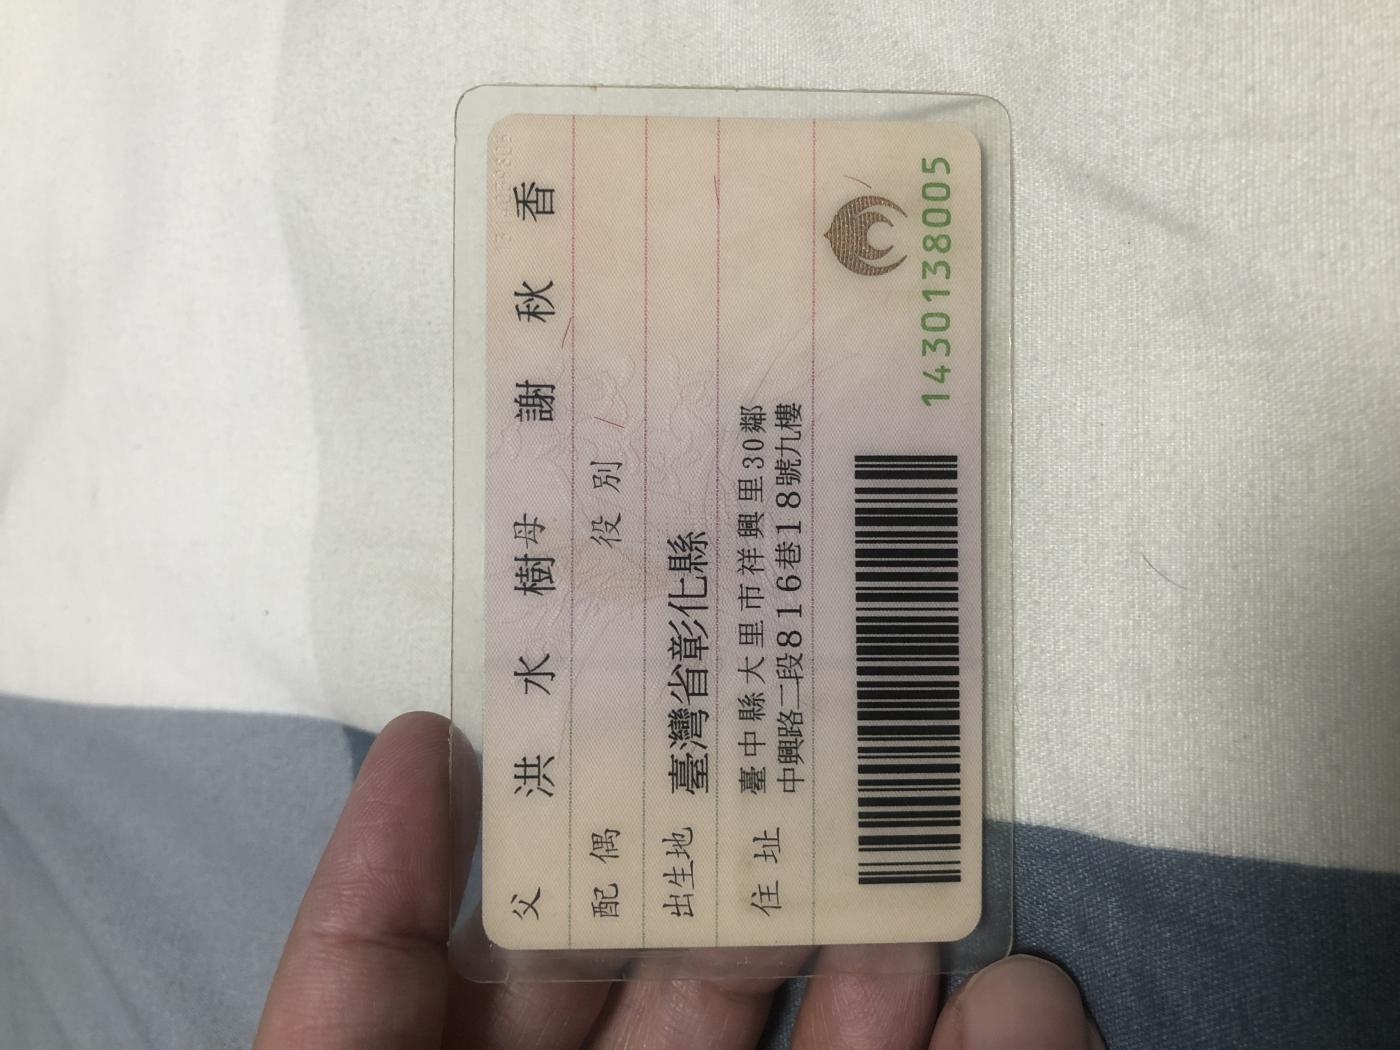 父 洪水樹 母 謝秋香
配偶 役別
出生地 臺灣省彰化縣
住址 臺中縣大里市祥興里30鄰
中興路二段816巷18號九樓
1430138005